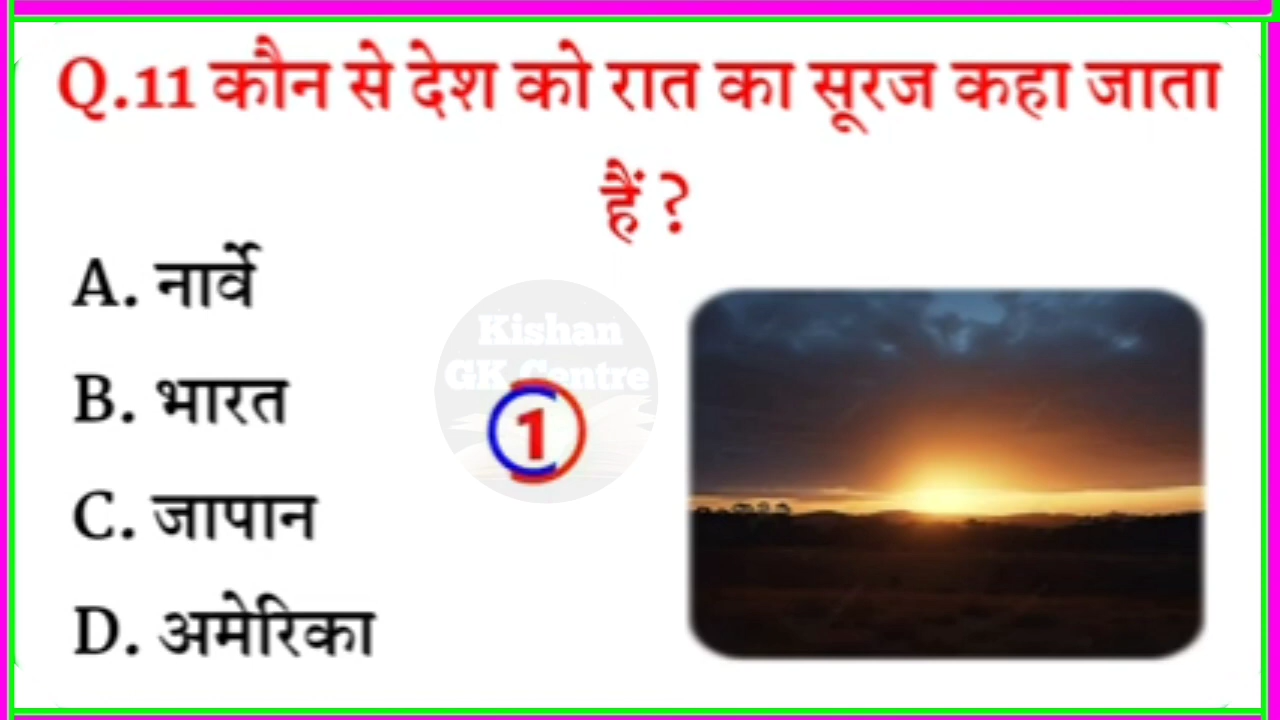 Q.11 कौन से देश को रात का सूरज कहा जाता
हैं ?
A. नार्वे
B. भारत
C. जापान
D. अमेरिका
Kishan
GK Centre
1